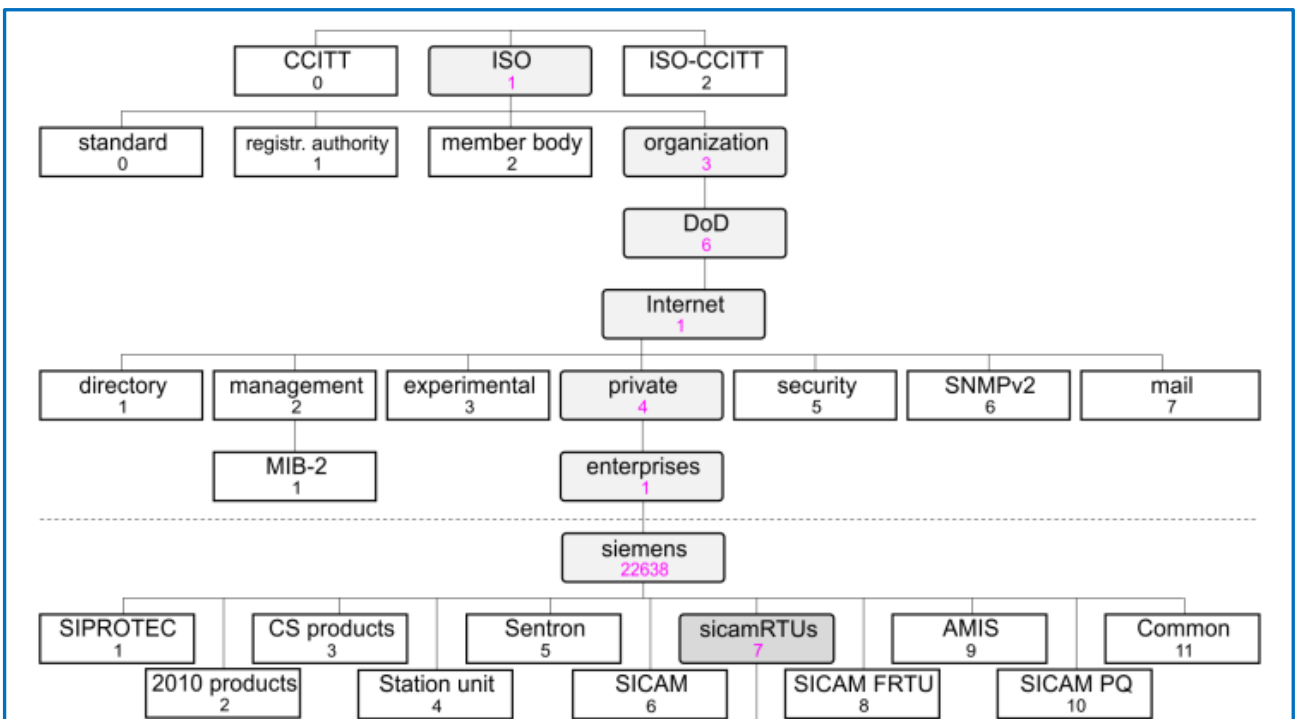 CCITT
0
ISO
1
ISO-CCITT
2
standard
0
registr. authority
1
member body
2
organization
3
DoD
6
Internet
1
directory
1
management
2
experimental
3
private
4
security
5
SNMPv2
6
mail
7
MIB-2
1
enterprises
1
siemens
22638
SIPROTEC
1
CS products
3
Sentron
5
sicamRTUs
7
AMIS
9
Common
11
2010 products
2
Station unit
4
SICAM
6
SICAM FRTU
8
SICAM PQ
10